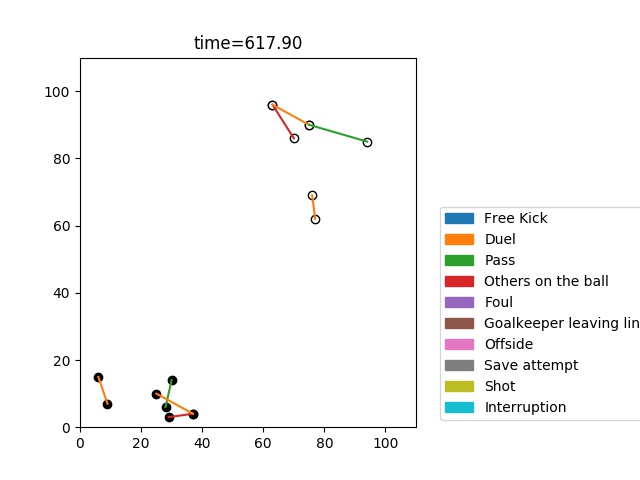 time=617.90
100
80
60
40
20
0
0 20 40 60 80 100
Free Kick
Duel
Pass
Others on the ball
Foul
Goalkeeper leaving lin
Offside
Save attempt
Shot
Interruption